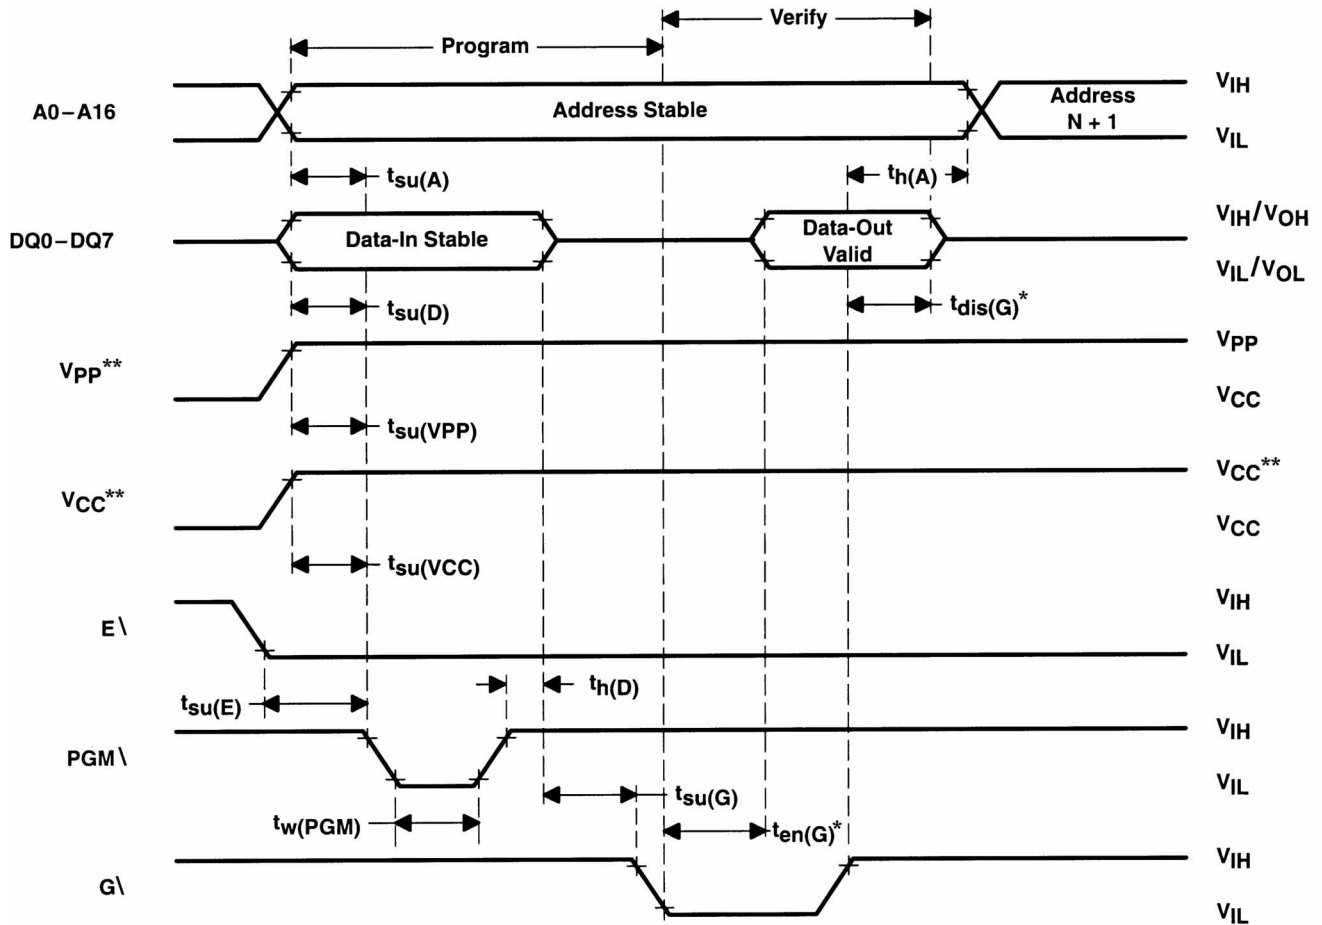 Verify
Program
A0–A16
Address Stable
Address
N + 1
VIH
VIL
tsu(A)
th(A)
DQ0–DQ7
Data-In Stable
Data-Out
Valid
VIH/VOH
VIL/VOL
tsu(D)
tdis(G)*
VPP**
VPP
VCC
tsu(VPP)
VCC**
VCC**
VCC
tsu(VCC)
E\
VIH
VIL
tsu(E)
th(D)
PGM\
VIH
VIL
tsu(G)
tw(PGM)
ten(G)*
G\
VIH
VIL